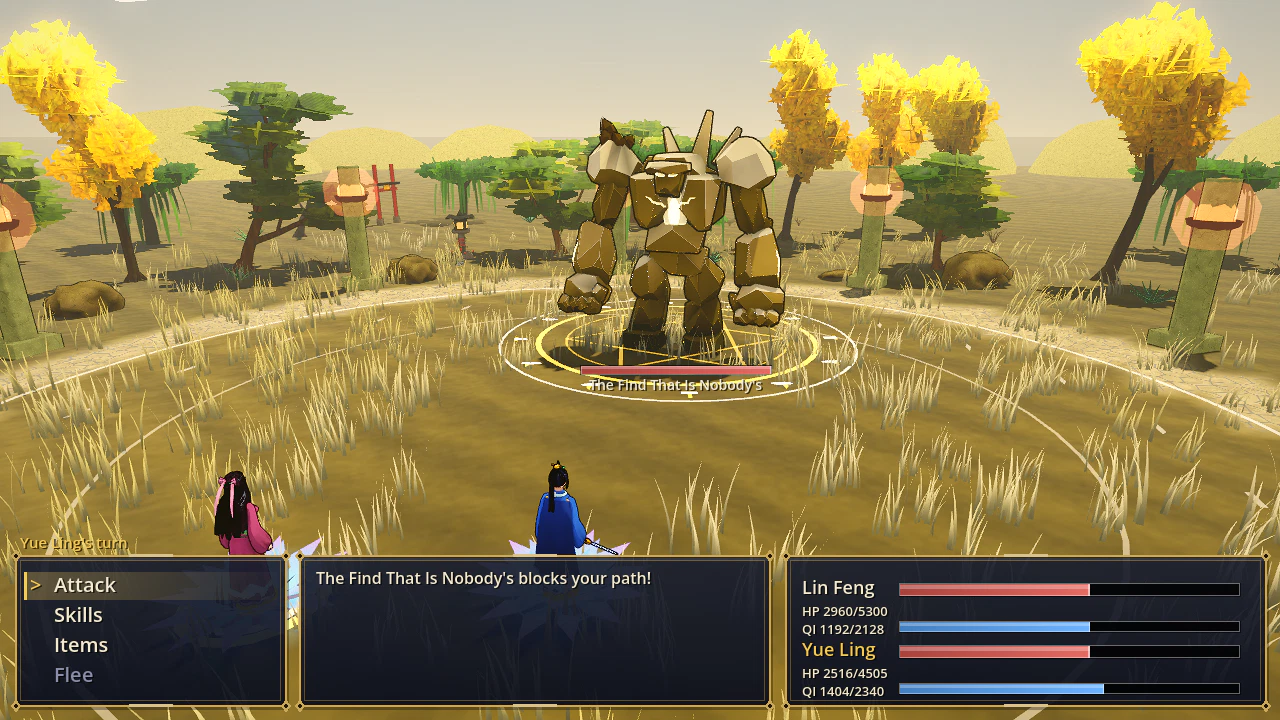 The Find That Is Nobody's
Yue Ling's turn
> Attack
Skills
Items
Flee
The Find That Is Nobody's blocks your path!
Lin Feng
HP 2960/5300
QI 1192/2128
Yue Ling
HP 2516/4505
QI 1404/2340